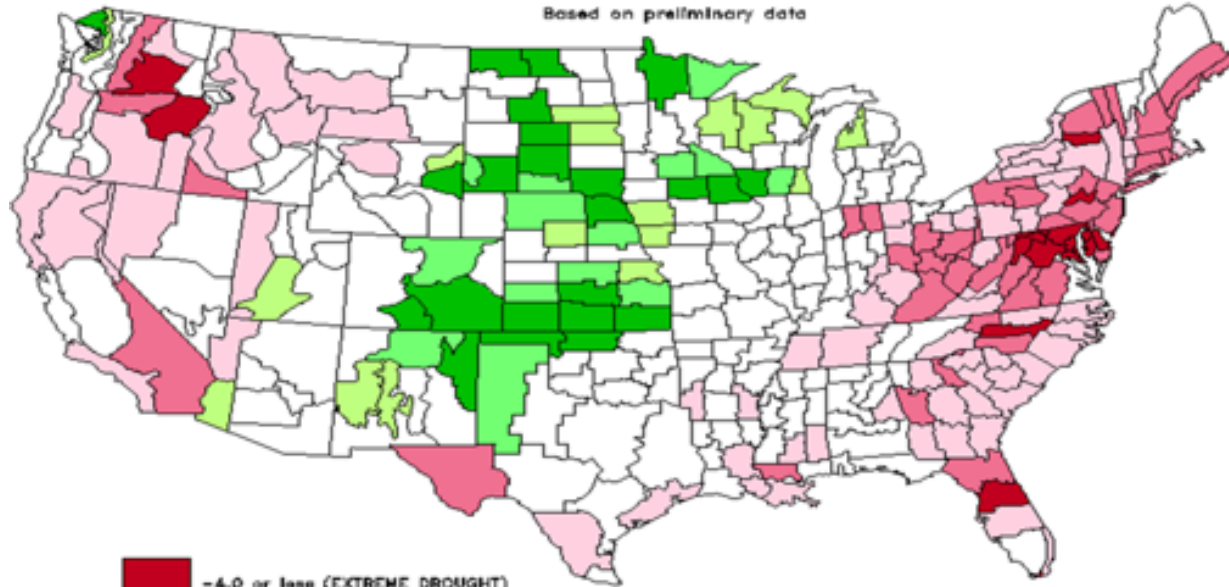 Based on preliminary data
-4.0 or less (EXTREME DROUGHT)